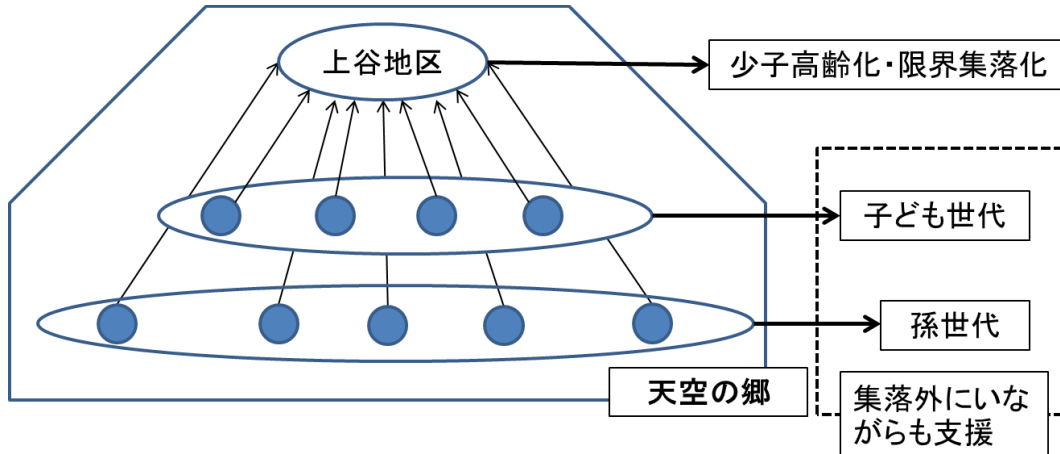 上谷地区
少子高齢化・限界集落化
子ども世代
孫世代
天空の郷
集落外にいな
がらも支援